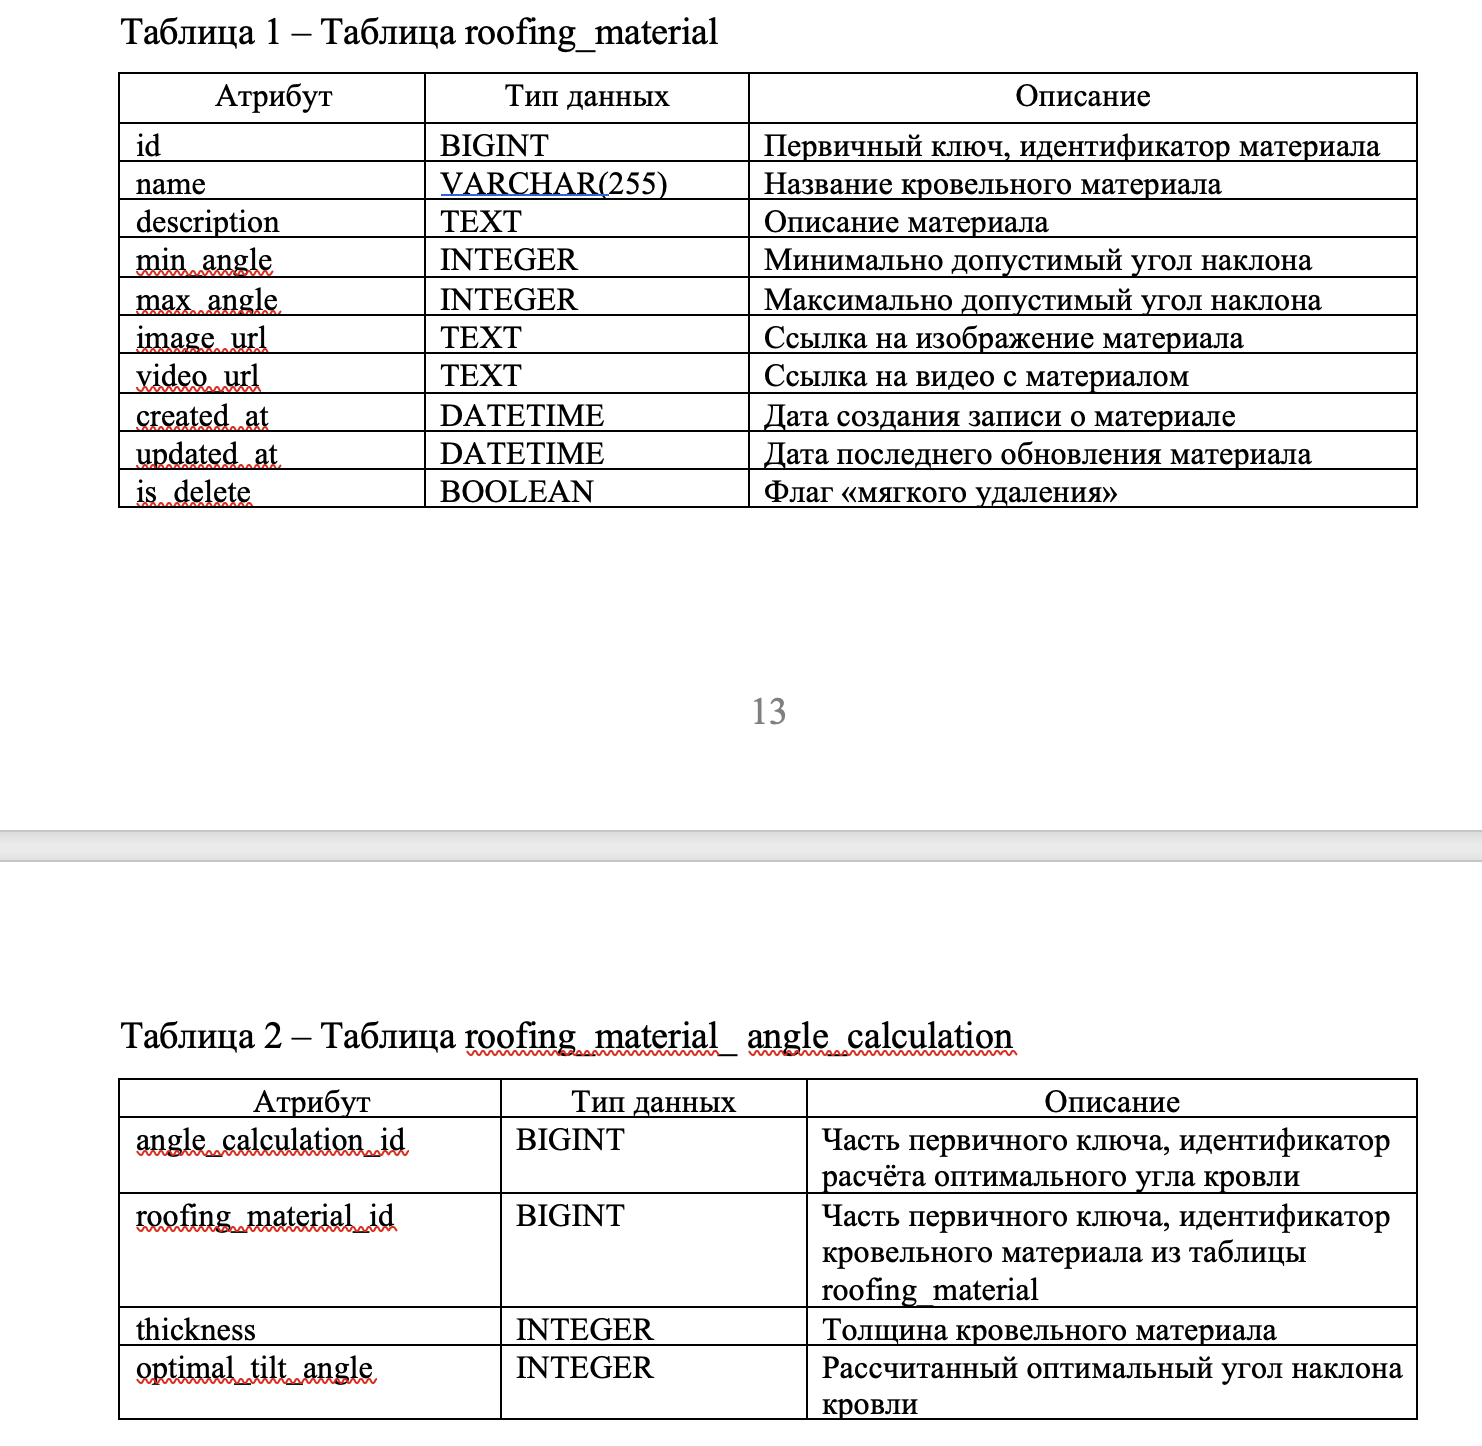 Таблица 1 – Таблица roofing_material
Атрибут Тип данных Описание
id BIGINT Первичный ключ, идентификатор материала
name VARCHAR(255) Название кровельного материала
description TEXT Описание материала
min_angle INTEGER Минимально допустимый угол наклона
max_angle INTEGER Максимально допустимый угол наклона
image_url TEXT Ссылка на изображение материала
video_url TEXT Ссылка на видео с материалом
created_at DATETIME Дата создания записи о материале
updated_at DATETIME Дата последнего обновления материала
is_delete BOOLEAN Флаг «мягкого удаления»
13
Таблица 2 – Таблица roofing_material_ angle_calculation
Атрибут Тип данных Описание
angle_calculation_id BIGINT Часть первичного ключа, идентификатор
расчёта оптимального угла кровли
roofing_material_id BIGINT Часть первичного ключа, идентификатор
кровельного материала из таблицы
roofing_material
thickness INTEGER Толщина кровельного материала
optimal_tilt_angle INTEGER Рассчитанный оптимальный угол наклона
кровли